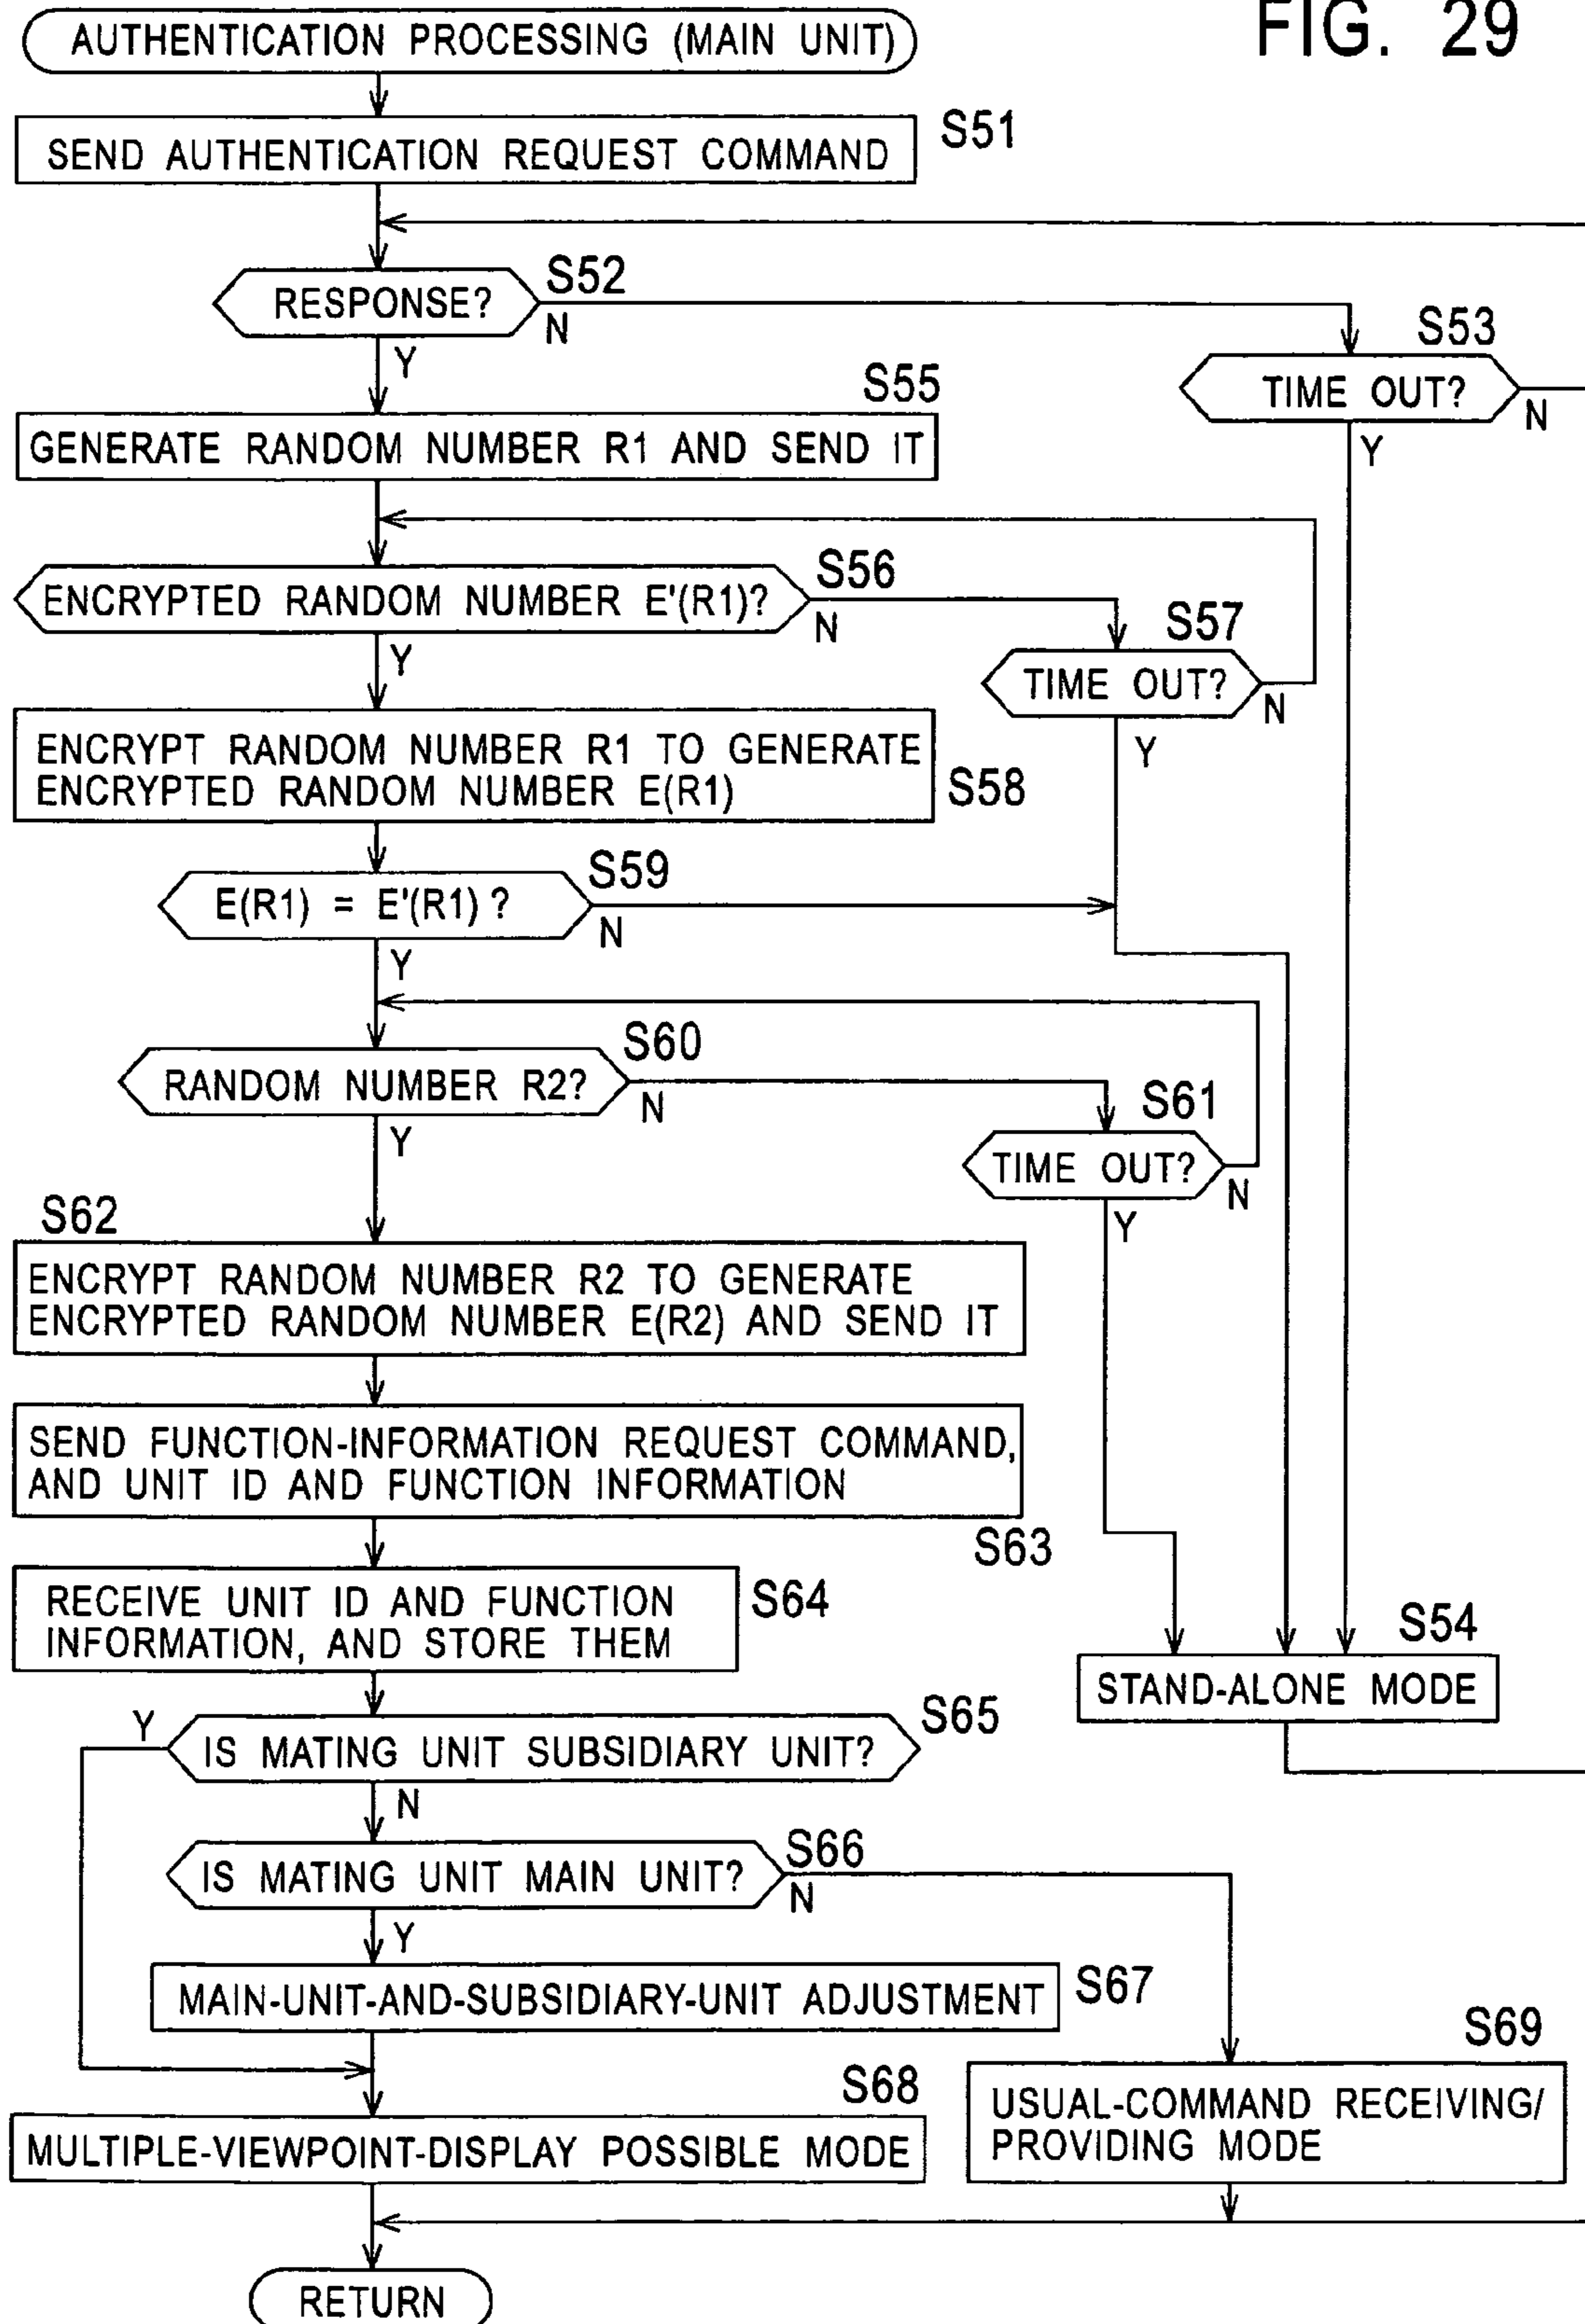 FIG. 29
AUTHENTICATION PROCESSING (MAIN UNIT)
SEND AUTHENTICATION REQUEST COMMAND
S51
RESPONSE?
S52
N
Y
S53
TIME OUT?
N
Y
S55
GENERATE RANDOM NUMBER R1 AND SEND IT
ENCRYPTED RANDOM NUMBER E'(R1)?
S56
N
Y
S57
TIME OUT?
N
Y
ENCRYPT RANDOM NUMBER R1 TO GENERATE
ENCRYPTED RANDOM NUMBER E(R1)
S58
E(R1) = E'(R1) ?
S59
N
Y
RANDOM NUMBER R2?
S60
N
Y
S61
TIME OUT?
N
Y
S62
ENCRYPT RANDOM NUMBER R2 TO GENERATE
ENCRYPTED RANDOM NUMBER E(R2) AND SEND IT
SEND FUNCTION-INFORMATION REQUEST COMMAND,
AND UNIT ID AND FUNCTION INFORMATION
S63
RECEIVE UNIT ID AND FUNCTION
INFORMATION, AND STORE THEM
S64
S54
STAND-ALONE MODE
Y
IS MATING UNIT SUBSIDIARY UNIT?
S65
N
IS MATING UNIT MAIN UNIT?
S66
N
Y
MAIN-UNIT-AND-SUBSIDIARY-UNIT ADJUSTMENT
S67
S68
MULTIPLE-VIEWPOINT-DISPLAY POSSIBLE MODE
S69
USUAL-COMMAND RECEIVING/
PROVIDING MODE
RETURN